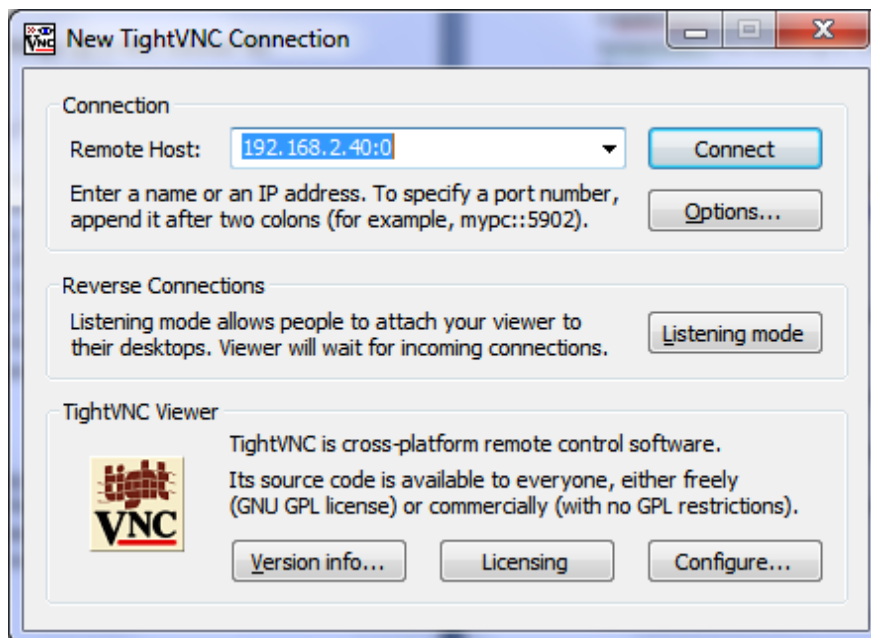 VNC New TightVNC Connection
Connection
Remote Host: 192.168.2.40:0 Connect
Enter a name or an IP address. To specify a port number,
append it after two colons (for example, mypc::5902).
Options...
Reverse Connections
Listening mode allows people to attach your viewer to
their desktops. Viewer will wait for incoming connections.
Listening mode
TightVNC Viewer
tight
VNC
TightVNC is cross-platform remote control software.
Its source code is available to everyone, either freely
(GNU GPL license) or commercially (with no GPL restrictions).
Version info... Licensing Configure...